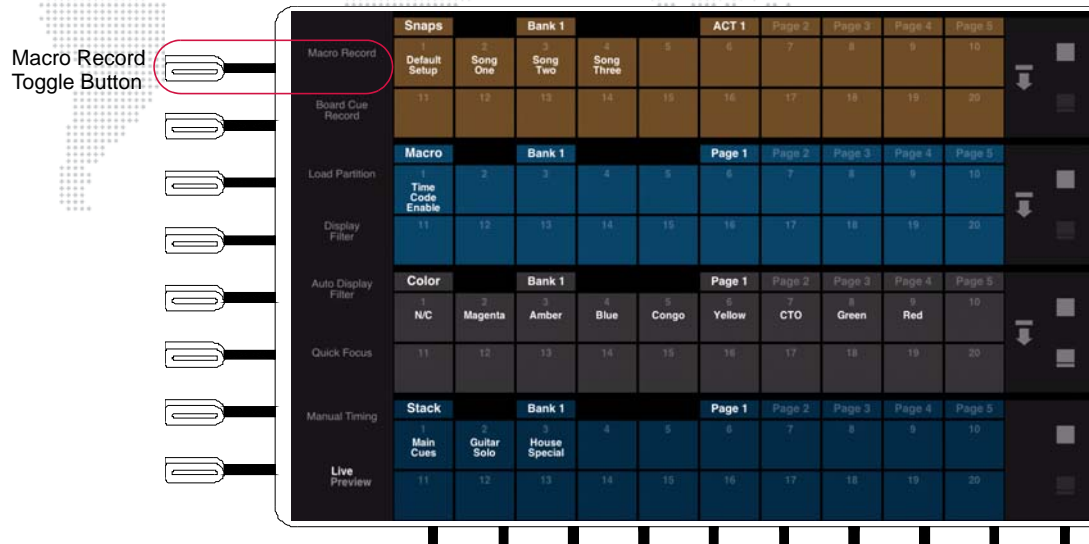 Macro Record
Toggle Button
Macro Record
Board Cue
Record
Load Partition
Display
Filter
Auto Display
Filter
Quick Focus
Manual Timing
Live
Preview
Snaps Bank 1 ACT 1 Page 2 Page 3 Page 4 Page 5
1 2 3 4 5 6 7 8 9 10
Default Setup Song One Song Two Song Three
11 12 13 14 15 16 17 18 19 20
Macro Bank 1 Page 1 Page 2 Page 3 Page 4 Page 5
1 2 3 4 5 6 7 8 9 10
Time Code Enable
11 12 13 14 15 16 17 18 19 20
Color Bank 1 Page 1 Page 2 Page 3 Page 4 Page 5
1 2 3 4 5 6 7 8 9 10
N/C Magenta Amber Blue Congo Yellow CTO Green Red
11 12 13 14 15 16 17 18 19 20
Stack Bank 1 Page 1 Page 2 Page 3 Page 4 Page 5
1 2 3 4 5 6 7 8 9 10
Main Cues Guitar Solo House Special
11 12 13 14 15 16 17 18 19 20